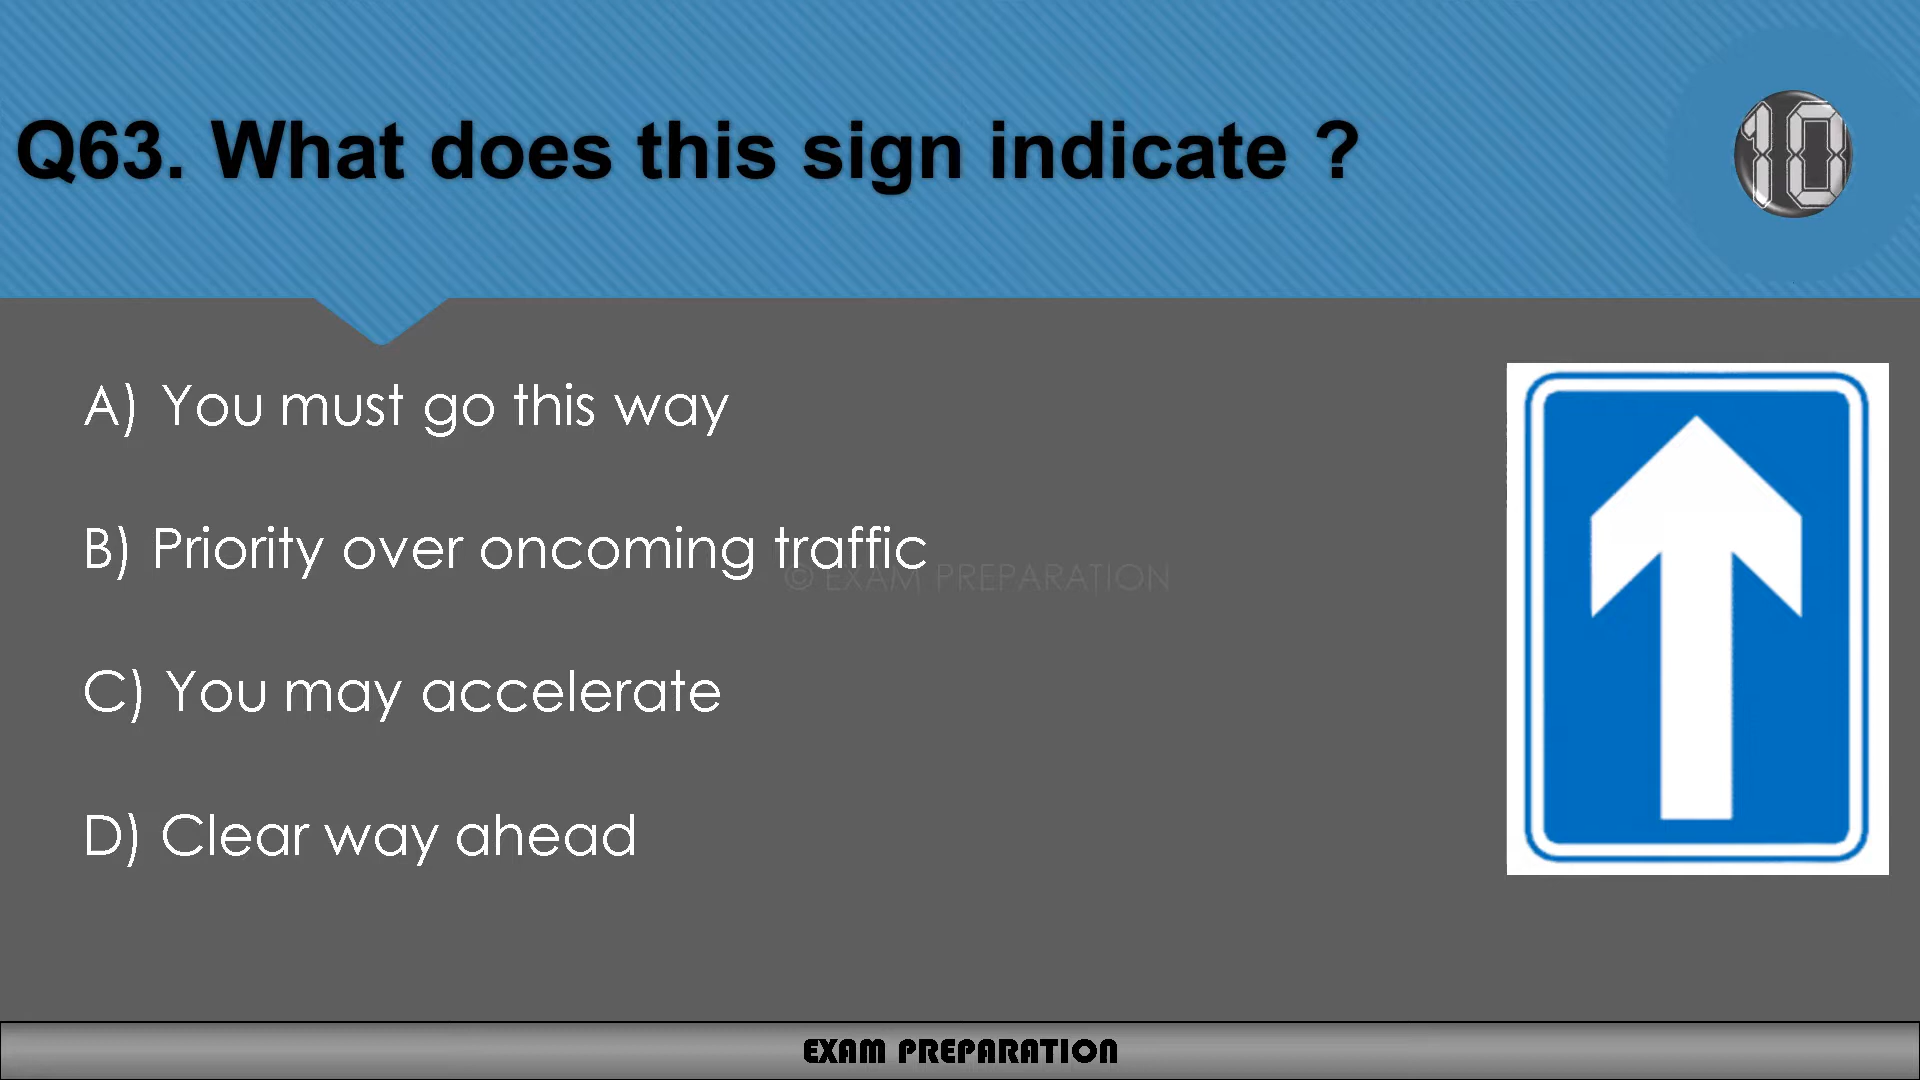 Q63. What does this sign indicate ?
10
A) You must go this way
B) Priority over oncoming traffic
© EXAM PREPARATION
C) You may accelerate
D) Clear way ahead
EXAM PREPARATION